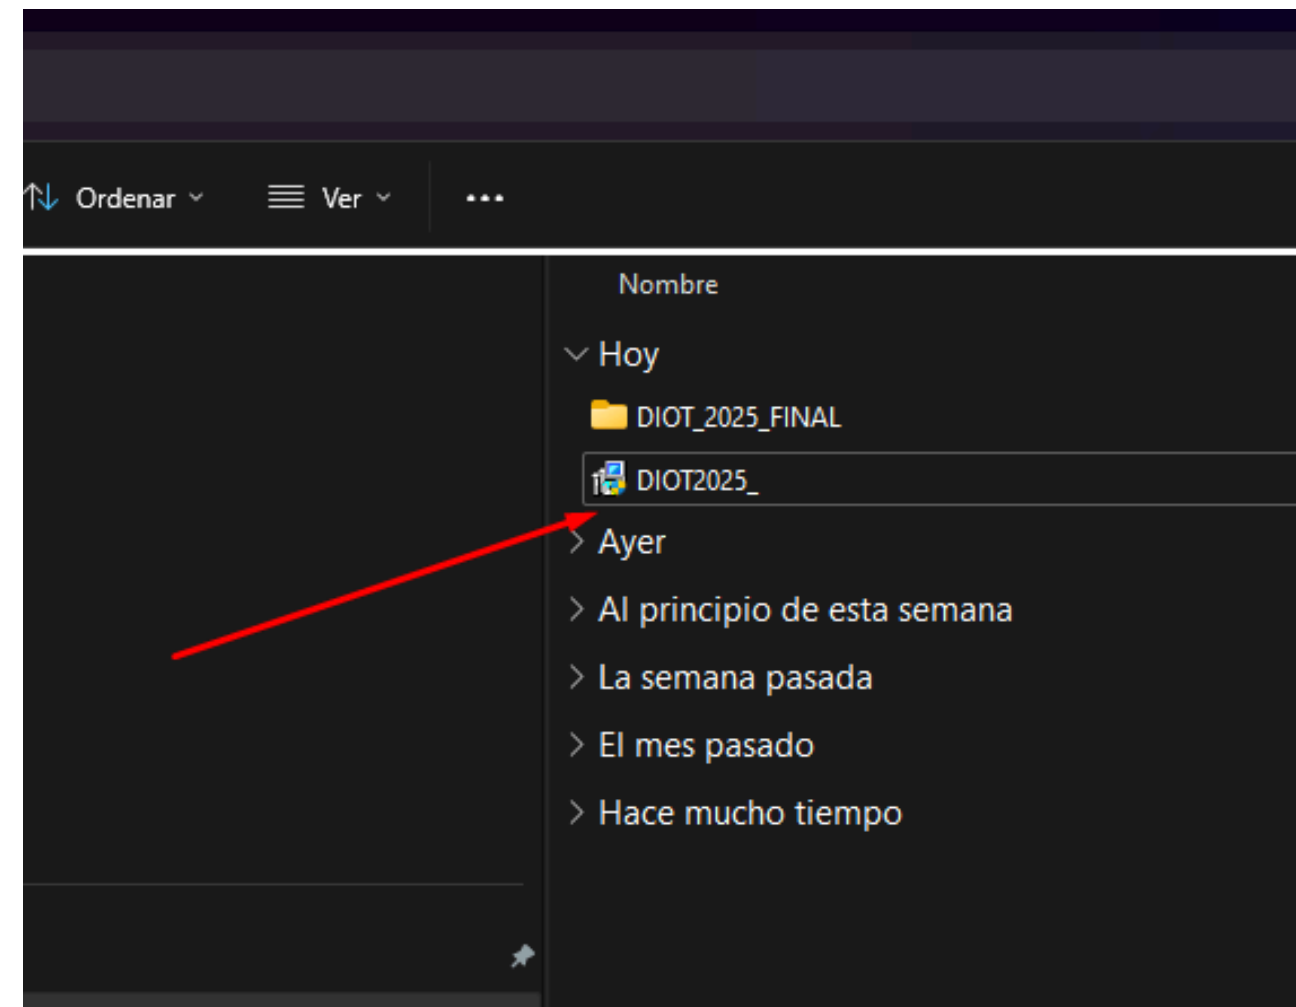 Ordenar
Ver
Nombre
Hoy
DIOT_2025_FINAL
DIOT2025_
Ayer
Al principio de esta semana
La semana pasada
El mes pasado
Hace mucho tiempo